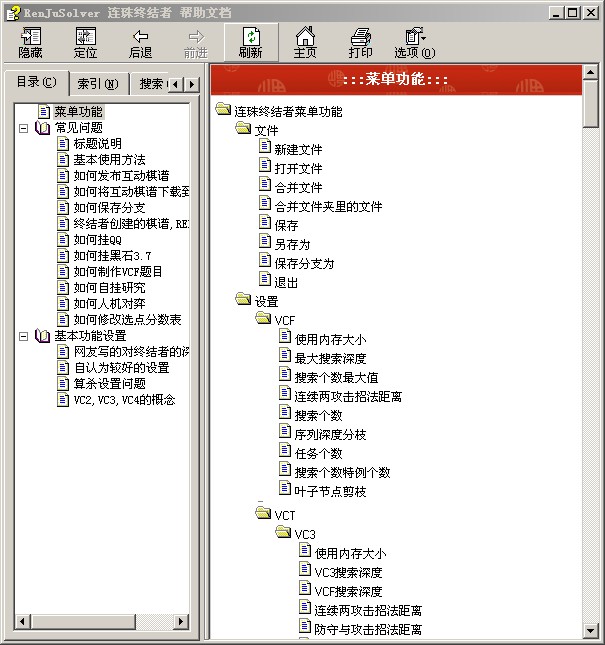 RenJuSolver 连珠终结者 帮助文档
隐藏 定位 后退 前进 刷新 主页 打印 选项(O)
目录(C) 索引(N) 搜索
菜单功能
常见问题
标题说明
基本使用方法
如何发布互动棋谱
如何将互动棋谱下载到
如何保存分支
终结者创建的棋谱,RE
如何挂QQ
如何挂黑石3.7
如何制作VCF题目
如何自挂研究
如何人机对弈
如何修改选点分数表
基本功能设置
网友写的对终结者的
自认为较好的设置
算杀设置问题
VC2,VC3,VC4的概念
:::菜单功能:::
连珠终结者菜单功能
文件
新建文件
打开文件
合并文件
合并文件夹里的文件
保存
另存为
保存分支为
退出
设置
VCF
使用内存大小
最大搜索深度
搜索个数最大值
连续两攻击招法距离
搜索个数
序列深度分枝
任务个数
搜索个数特例个数
叶子节点剪枝
VCT
VC3
使用内存大小
VC3搜索深度
VCF搜索深度
连续两攻击招法距离
防守与攻击招法距离